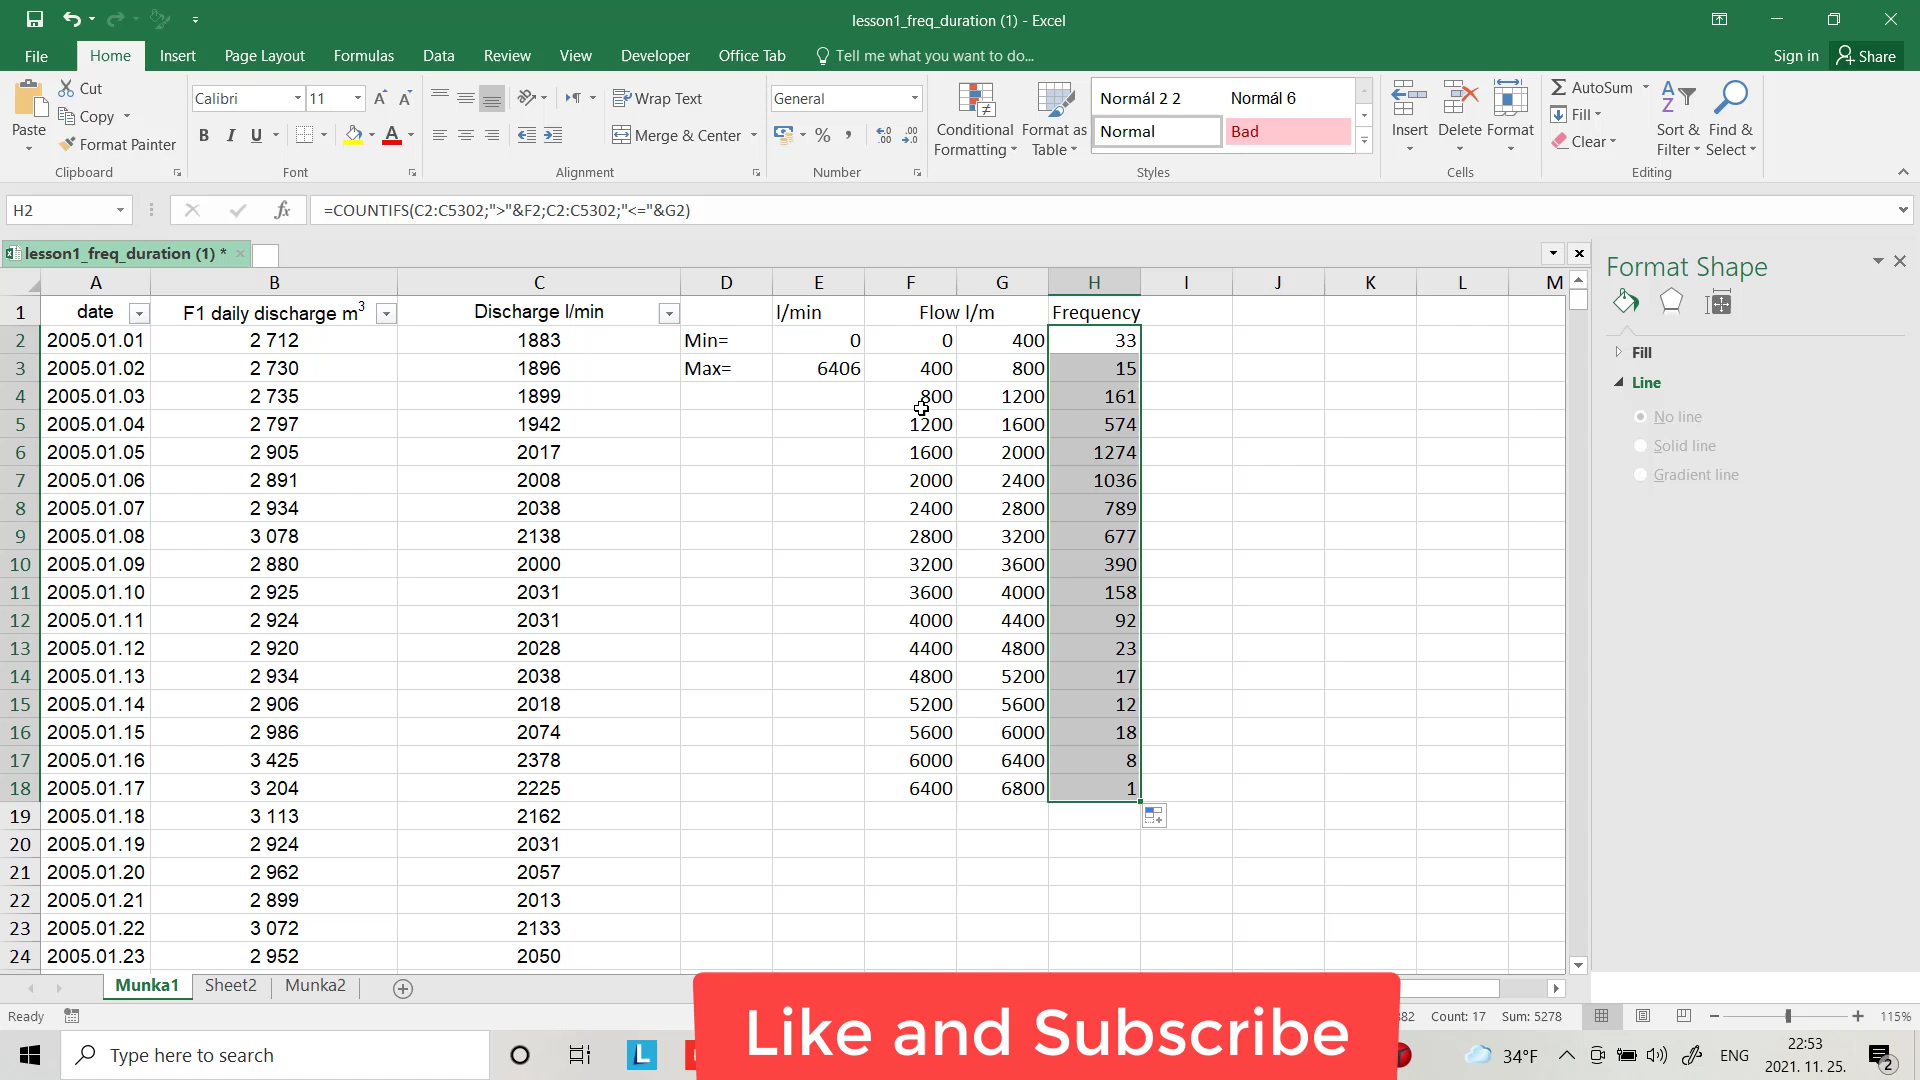 lesson1_freq_duration (1) - Excel
File Home Insert Page Layout Formulas Data Review View Developer Office Tab Tell me what you want to do... Sign in Share
Paste Cut Copy Format Painter Clipboard
Calibri 11 A A B I U A Font
Wrap Text Merge & Center Alignment
General % , Number
Conditional Formatting Format as Table Normál 2 2 Normál 6 Normal Bad Styles
Insert Delete Format Cells
AutoSum Fill Clear Sort & Filter Find & Select Editing
H2 fx =COUNTIFS(C2:C5302;">"&F2;C2:C5302;"<="&G2)
lesson1_freq_duration (1) *
A B C D E F G H I J K L M
1 date F1 daily discharge m3 Discharge l/min l/min Flow l/m Frequency
2 2005.01.01 2 712 1883 Min= 0 0 400 33
3 2005.01.02 2 730 1896 Max= 6406 400 800 15
4 2005.01.03 2 735 1899 800 1200 161
5 2005.01.04 2 797 1942 1200 1600 574
6 2005.01.05 2 905 2017 1600 2000 1274
7 2005.01.06 2 891 2008 2000 2400 1036
8 2005.01.07 2 934 2038 2400 2800 789
9 2005.01.08 3 078 2138 2800 3200 677
10 2005.01.09 2 880 2000 3200 3600 390
11 2005.01.10 2 925 2031 3600 4000 158
12 2005.01.11 2 924 2031 4000 4400 92
13 2005.01.12 2 920 2028 4400 4800 23
14 2005.01.13 2 934 2038 4800 5200 17
15 2005.01.14 2 906 2018 5200 5600 12
16 2005.01.15 2 986 2074 5600 6000 18
17 2005.01.16 3 425 2378 6000 6400 8
18 2005.01.17 3 204 2225 6400 6800 1
19 2005.01.18 3 113 2162
20 2005.01.19 2 924 2031
21 2005.01.20 2 962 2057
22 2005.01.21 2 899 2013
23 2005.01.22 3 072 2133
24 2005.01.23 2 952 2050
Format Shape
Fill
Line
No line
Solid line
Gradient line
Munka1 Sheet2 Munka2
Ready Count: 17 Sum: 5278 115%
Like and Subscribe
Type here to search L 34°F ENG 22:53
2021. 11. 25. 2